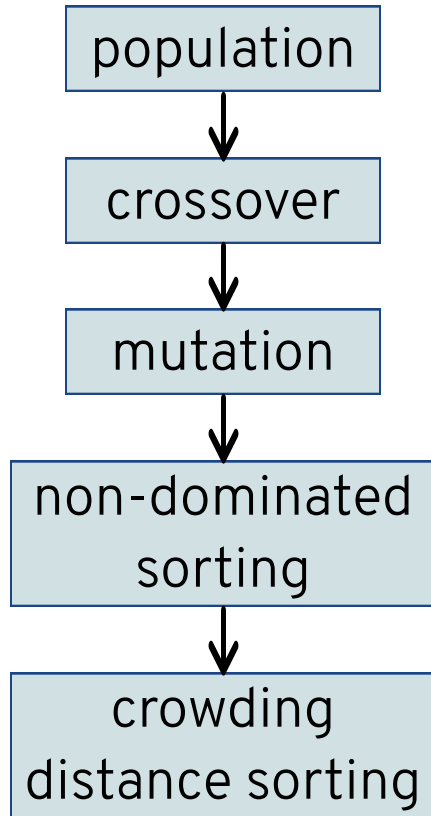 population
crossover
mutation
non-dominated
sorting
crowding
distance sorting